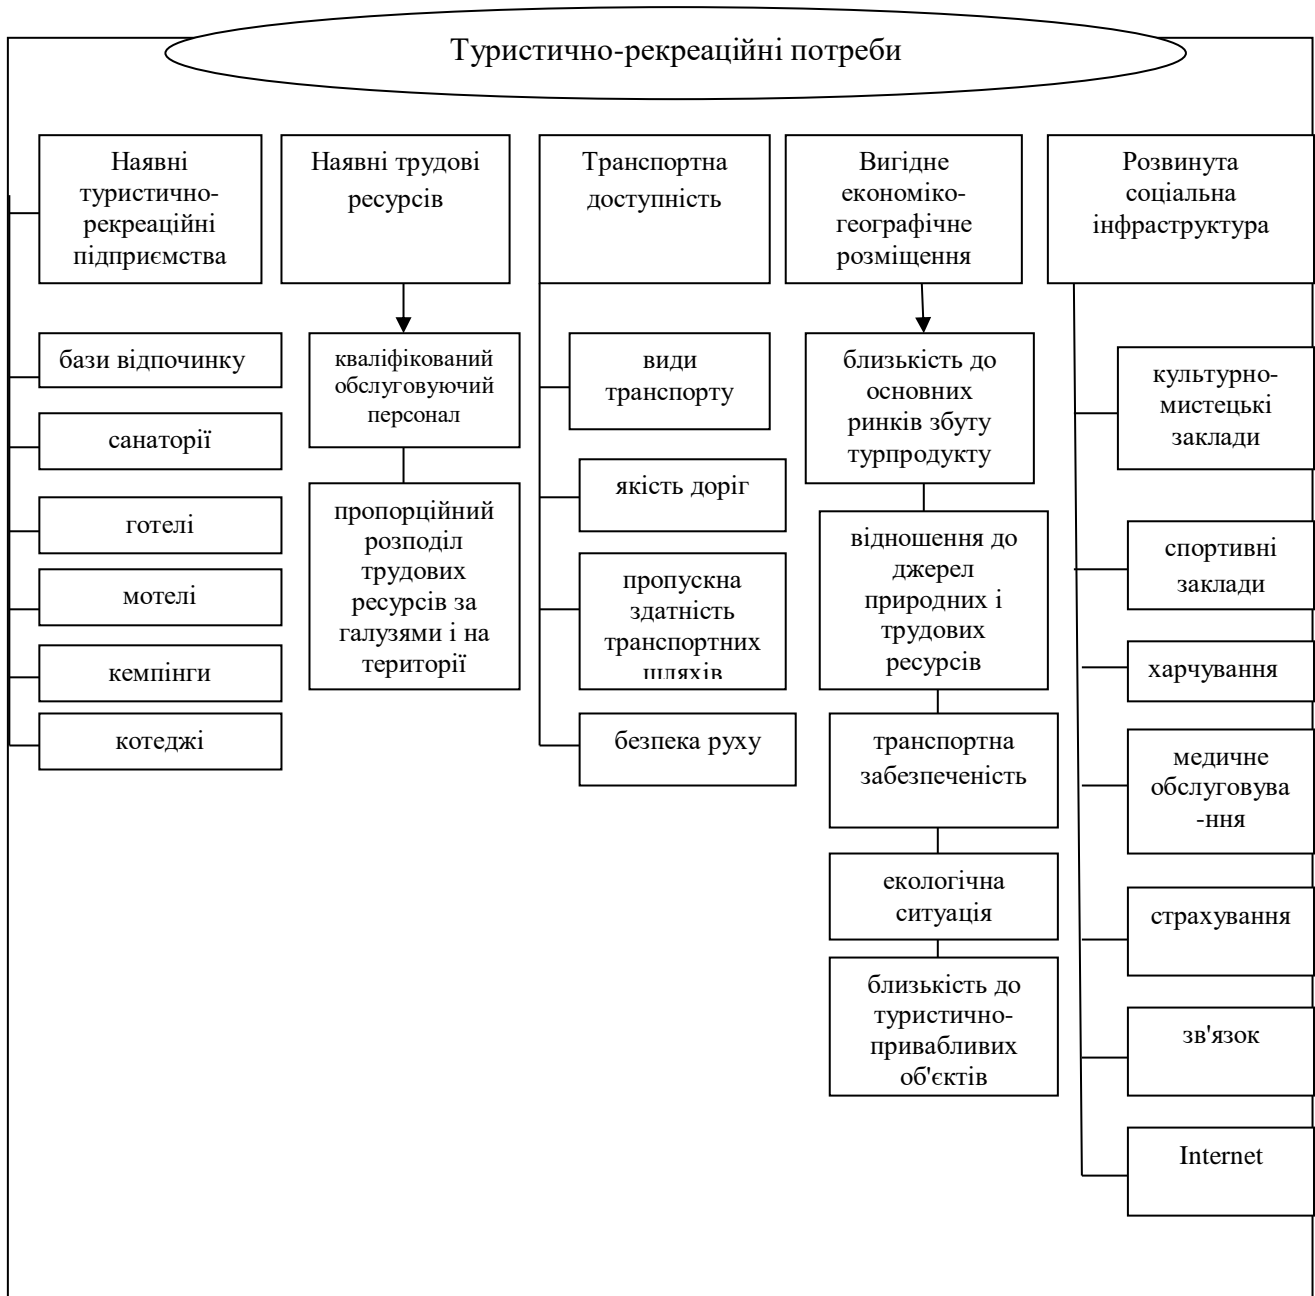 Туристично-рекреаційні потреби
Наявні
туристично-
рекреаційні
підприємства
бази відпочинку
санаторії
готелі
мотелі
кемпінги
котеджі
Наявні трудові
ресурсів
кваліфікований
обслуговуючий
персонал
пропорційний
розподіл
трудових
ресурсів за
галузями і на
території
Транспортна
доступність
види
транспорту
якість доріг
пропускна
здатність
транспортних
шляхів
безпека руху
Вигідне
економіко-
географічне
розміщення
близькість до
основних
ринків збуту
турпродукту
відношення до
джерел
природних і
трудових
ресурсів
транспортна
забезпеченість
екологічна
ситуація
близькість до
туристично-
привабливих
об'єктів
Розвинута
соціальна
інфраструктура
культурно-
мистецькі
заклади
спортивні
заклади
харчування
медичне
обслуговува
-ння
страхування
зв'язок
Internet